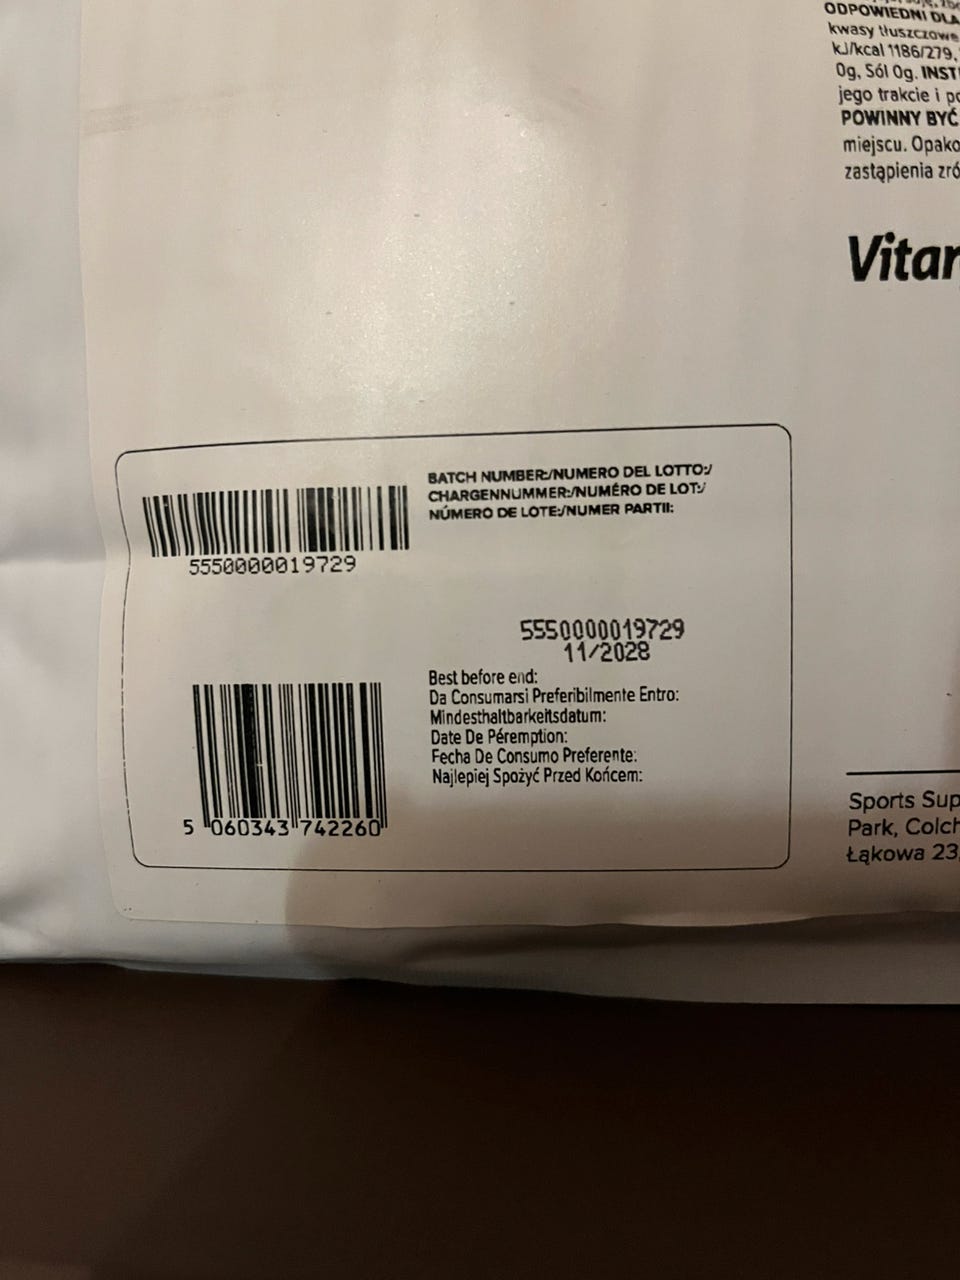 ODPOWIEDNI DLA
kwasy tłuszczowe
kJ/kcal 1186/279,
0g, Sól 0g. INST
jego trakcie i po
POWINNY BYĆ
miejscu. Opako
zastąpienia zró
Vitar
BATCH NUMBER:/NUMERO DEL LOTTO:/
CHARGENNUMMER:/NUMÉRO DE LOT:/
NÚMERO DE LOTE:/NUMER PARTII:
5550000019729
5550000019729
11/2028
Best before end:
Da Consumarsi Preferibilmente Entro:
Mindesthaltbarkeitsdatum:
Date De Péremption:
Fecha De Consumo Preferente:
Najlepiej Spożyć Przed Końcem:
5 060343 742260
Sports Sup
Park, Colch
Łąkowa 23,